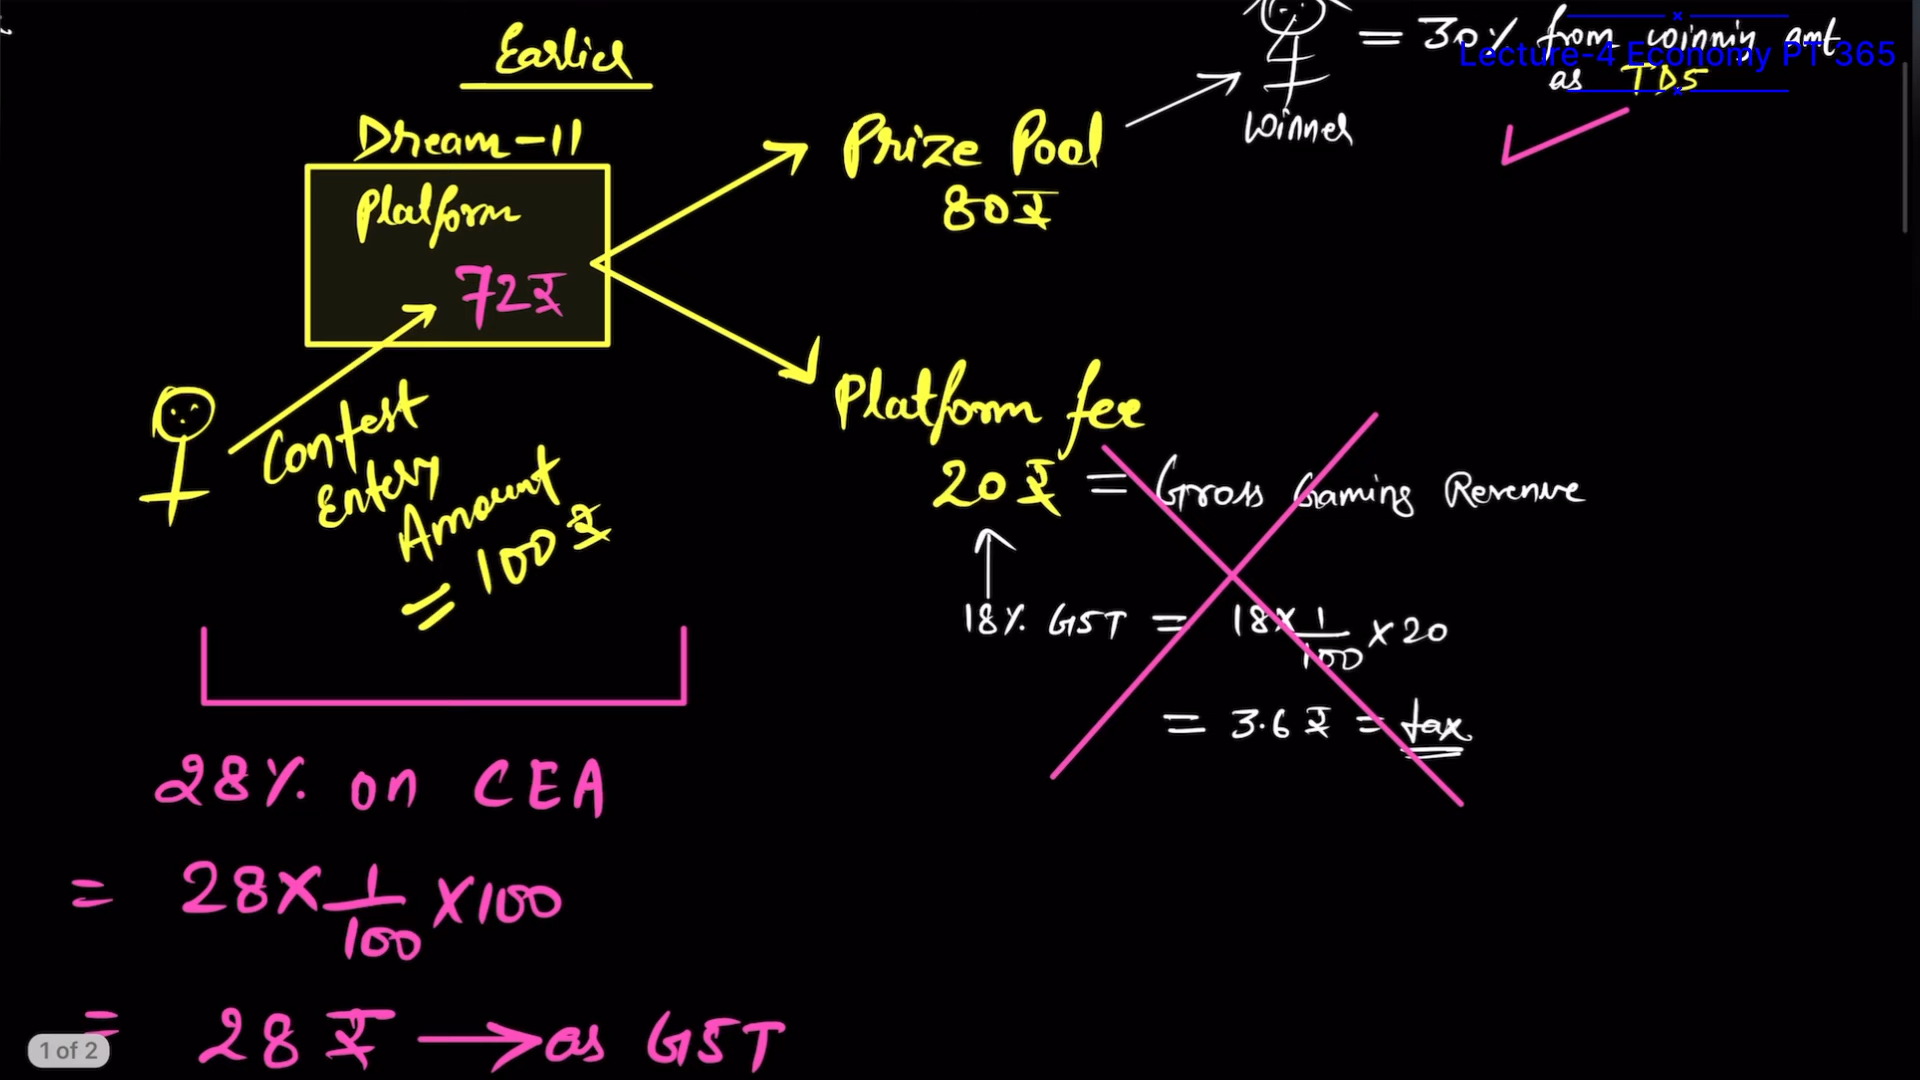 Earlier
= 30% from winnin amt
as TDS
Lecture-4 Economy PT 365
Winner
Dream-11
Platform
72₹
Prize Pool
80₹
Contest
Entery
Amount
= 100₹
Platform fee
20₹ = Gross Gaming Revenue
18% GST = 18 × 1/100 × 20
= 3.6₹ = tax
28% on CEA
= 28 × 1/100 × 100
= 28₹ → as GST
1 of 2